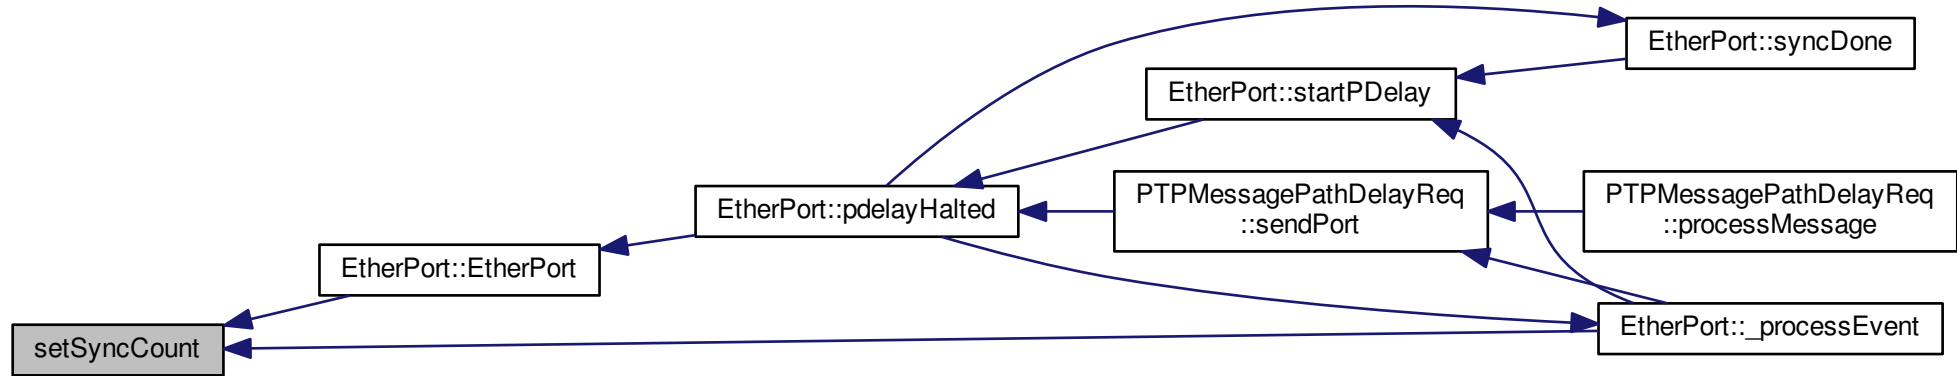 EtherPort::syncDone
EtherPort::startPDelay
PTPMessagePathDelayReq
::sendPort
PTPMessagePathDelayReq
::processMessage
EtherPort::pdelayHalted
EtherPort::EtherPort
EtherPort::_processEvent
setSyncCount